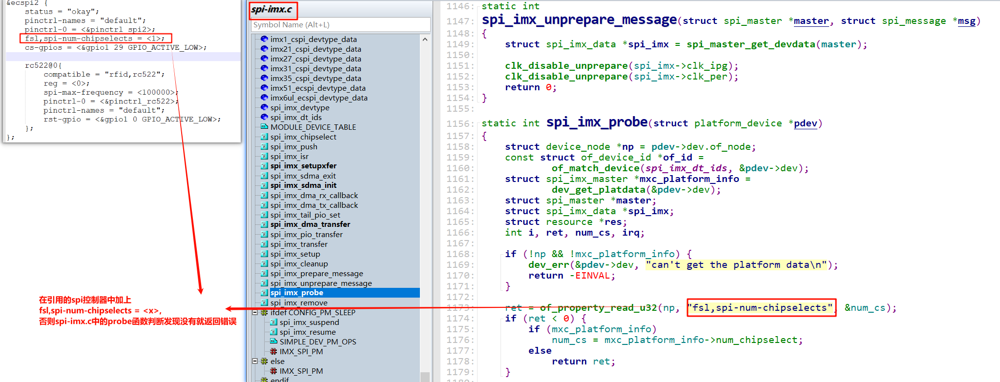 &ecspi2 {
status = "okay";
pinctrl-names = "default";
pinctrl-0 = <&pinctrl_spi2>;
fsl,spi-num-chipselects = <1>;
cs-gpios = <&gpio1 29 GPIO_ACTIVE_LOW>;
rc522@0{
compatible = "rfid,rc522";
reg = <0>;
spi-max-frequency = <100000>;
pinctrl-0 = <&pinctrl_rc522>;
pinctrl-names = "default";
rst-gpio = <&gpio1 0 GPIO_ACTIVE_LOW>;
};
};
在引用的spi控制器中加上
fsl,spi-num-chipselects = <x>,
否则spi-imx.c中的probe函数判断发现没有就返回错误
spi-imx.c
Symbol Name (Alt+L)
imx1_cspi_devtype_data
imx21_cspi_devtype_data
imx27_cspi_devtype_data
imx31_cspi_devtype_data
imx35_cspi_devtype_data
imx51_ecspi_devtype_data
imx6ul_ecspi_devtype_data
spi_imx_devtype
spi_imx_dt_ids
MODULE_DEVICE_TABLE
spi_imx_chipselect
spi_imx_push
spi_imx_isr
spi_imx_setupxfer
spi_imx_sdma_exit
spi_imx_sdma_init
spi_imx_dma_rx_callback
spi_imx_dma_tx_callback
spi_imx_tail_pio_set
spi_imx_dma_transfer
spi_imx_pio_transfer
spi_imx_transfer
spi_imx_setup
spi_imx_cleanup
spi_imx_prepare_message
spi_imx_unprepare_message
spi_imx_probe
spi_imx_remove
ifdef CONFIG_PM_SLEEP
spi_imx_suspend
spi_imx_resume
SIMPLE_DEV_PM_OPS
IMX_SPI_PM
else
IMX_SPI_PM
endif
1146: static int
1147: spi_imx_unprepare_message(struct spi_master *master, struct spi_message *msg)
1148: {
1149: struct spi_imx_data *spi_imx = spi_master_get_devdata(master);
1150:
1151: clk_disable_unprepare(spi_imx->clk_ipg);
1152: clk_disable_unprepare(spi_imx->clk_per);
1153: return 0;
1154: }
1155:
1156: static int spi_imx_probe(struct platform_device *pdev)
1157: {
1158: struct device_node *np = pdev->dev.of_node;
1159: const struct of_device_id *of_id =
1160: of_match_device(spi_imx_dt_ids, &pdev->dev);
1161: struct spi_imx_master *mxc_platform_info =
1162: dev_get_platdata(&pdev->dev);
1163: struct spi_master *master;
1164: struct spi_imx_data *spi_imx;
1165: struct resource *res;
1166: int i, ret, num_cs, irq;
1167:
1168: if (!np && !mxc_platform_info) {
1169: dev_err(&pdev->dev, "can't get the platform data\n");
1170: return -EINVAL;
1171: }
1172:
1173: ret = of_property_read_u32(np, "fsl,spi-num-chipselects", &num_cs);
1174: if (ret < 0) {
1175: if (mxc_platform_info)
1176: num_cs = mxc_platform_info->num_chipselect;
1177: else
1178: return ret;
1179: }